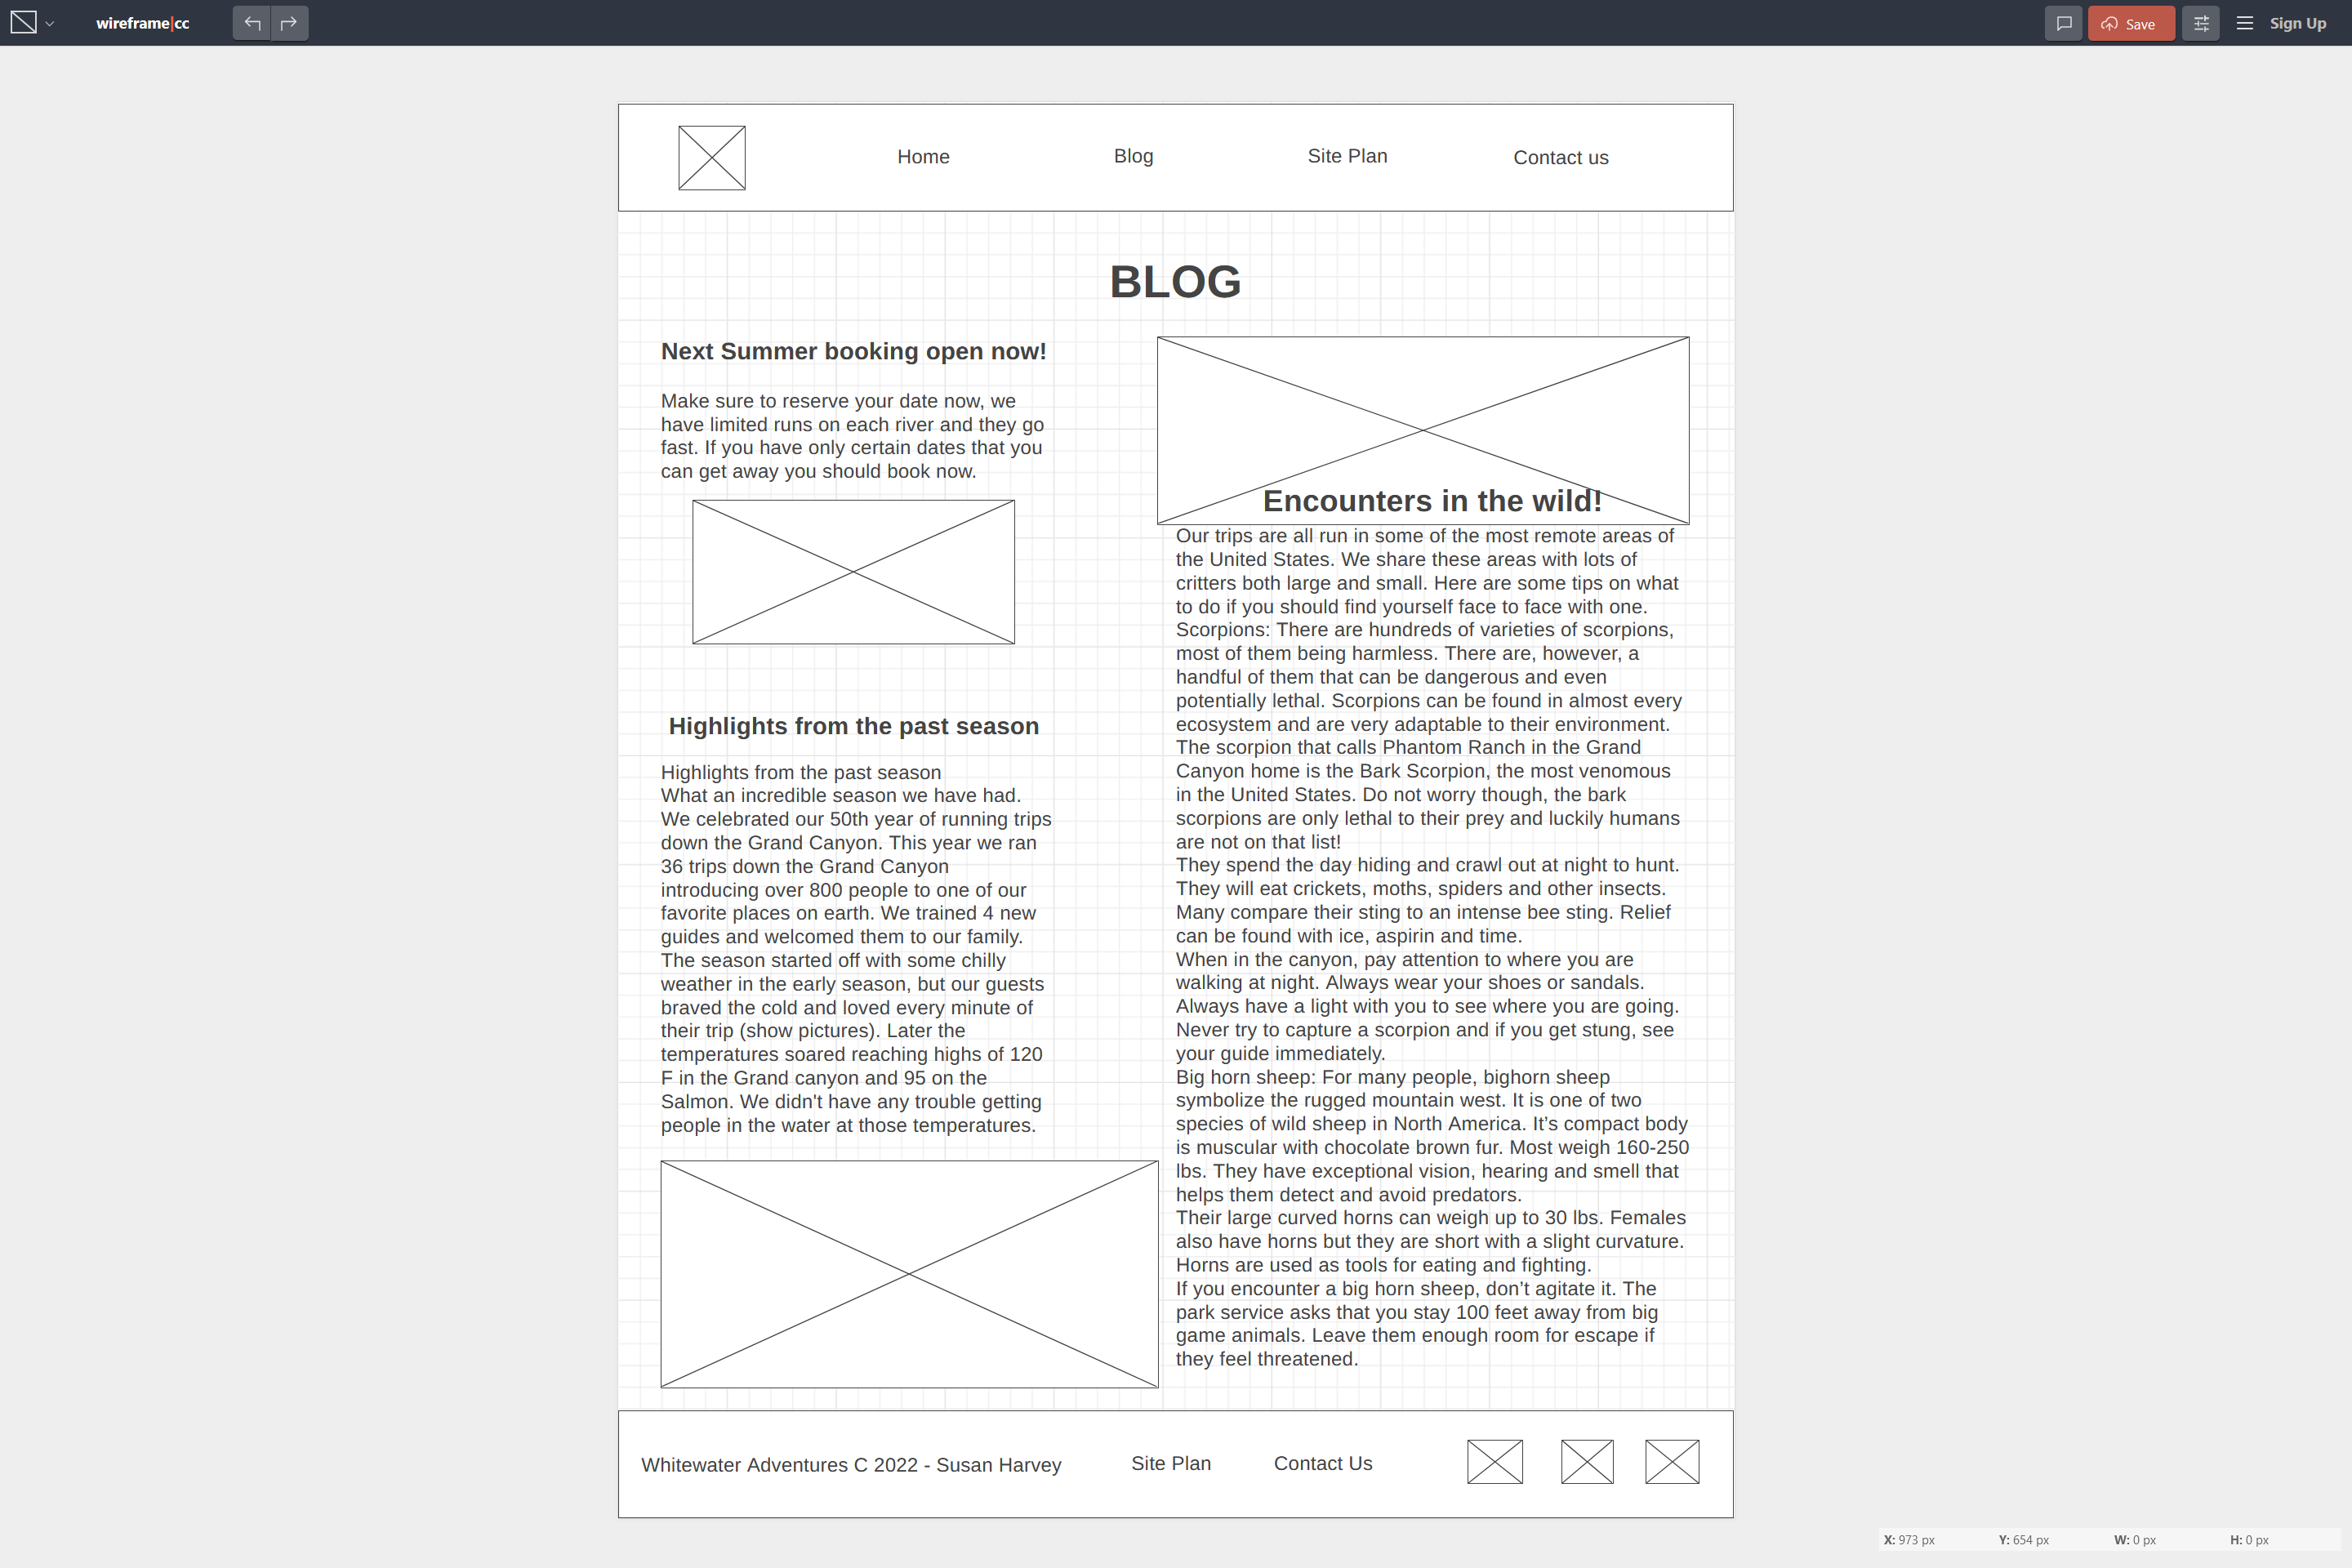 wireframe|cc
Save
Sign Up
Home
Blog
Site Plan
Contact us
BLOG
Next Summer booking open now!
Make sure to reserve your date now, we
have limited runs on each river and they go
fast. If you have only certain dates that you
can get away you should book now.
Highlights from the past season
Highlights from the past season
What an incredible season we have had.
We celebrated our 50th year of running trips
down the Grand Canyon. This year we ran
36 trips down the Grand Canyon
introducing over 800 people to one of our
favorite places on earth. We trained 4 new
guides and welcomed them to our family.
The season started off with some chilly
weather in the early season, but our guests
braved the cold and loved every minute of
their trip (show pictures). Later the
temperatures soared reaching highs of 120
F in the Grand canyon and 95 on the
Salmon. We didn't have any trouble getting
people in the water at those temperatures.
Encounters in the wild!
Our trips are all run in some of the most remote areas of
the United States. We share these areas with lots of
critters both large and small. Here are some tips on what
to do if you should find yourself face to face with one.
Scorpions: There are hundreds of varieties of scorpions,
most of them being harmless. There are, however, a
handful of them that can be dangerous and even
potentially lethal. Scorpions can be found in almost every
ecosystem and are very adaptable to their environment.
The scorpion that calls Phantom Ranch in the Grand
Canyon home is the Bark Scorpion, the most venomous
in the United States. Do not worry though, the bark
scorpions are only lethal to their prey and luckily humans
are not on that list!
They spend the day hiding and crawl out at night to hunt.
They will eat crickets, moths, spiders and other insects.
Many compare their sting to an intense bee sting. Relief
can be found with ice, aspirin and time.
When in the canyon, pay attention to where you are
walking at night. Always wear your shoes or sandals.
Always have a light with you to see where you are going.
Never try to capture a scorpion and if you get stung, see
your guide immediately.
Big horn sheep: For many people, bighorn sheep
symbolize the rugged mountain west. It is one of two
species of wild sheep in North America. It’s compact body
is muscular with chocolate brown fur. Most weigh 160-250
lbs. They have exceptional vision, hearing and smell that
helps them detect and avoid predators.
Their large curved horns can weigh up to 30 lbs. Females
also have horns but they are short with a slight curvature.
Horns are used as tools for eating and fighting.
If you encounter a big horn sheep, don’t agitate it. The
park service asks that you stay 100 feet away from big
game animals. Leave them enough room for escape if
they feel threatened.
Whitewater Adventures C 2022 - Susan Harvey
Site Plan
Contact Us
X: 973 px
Y: 654 px
W: 0 px
H: 0 px